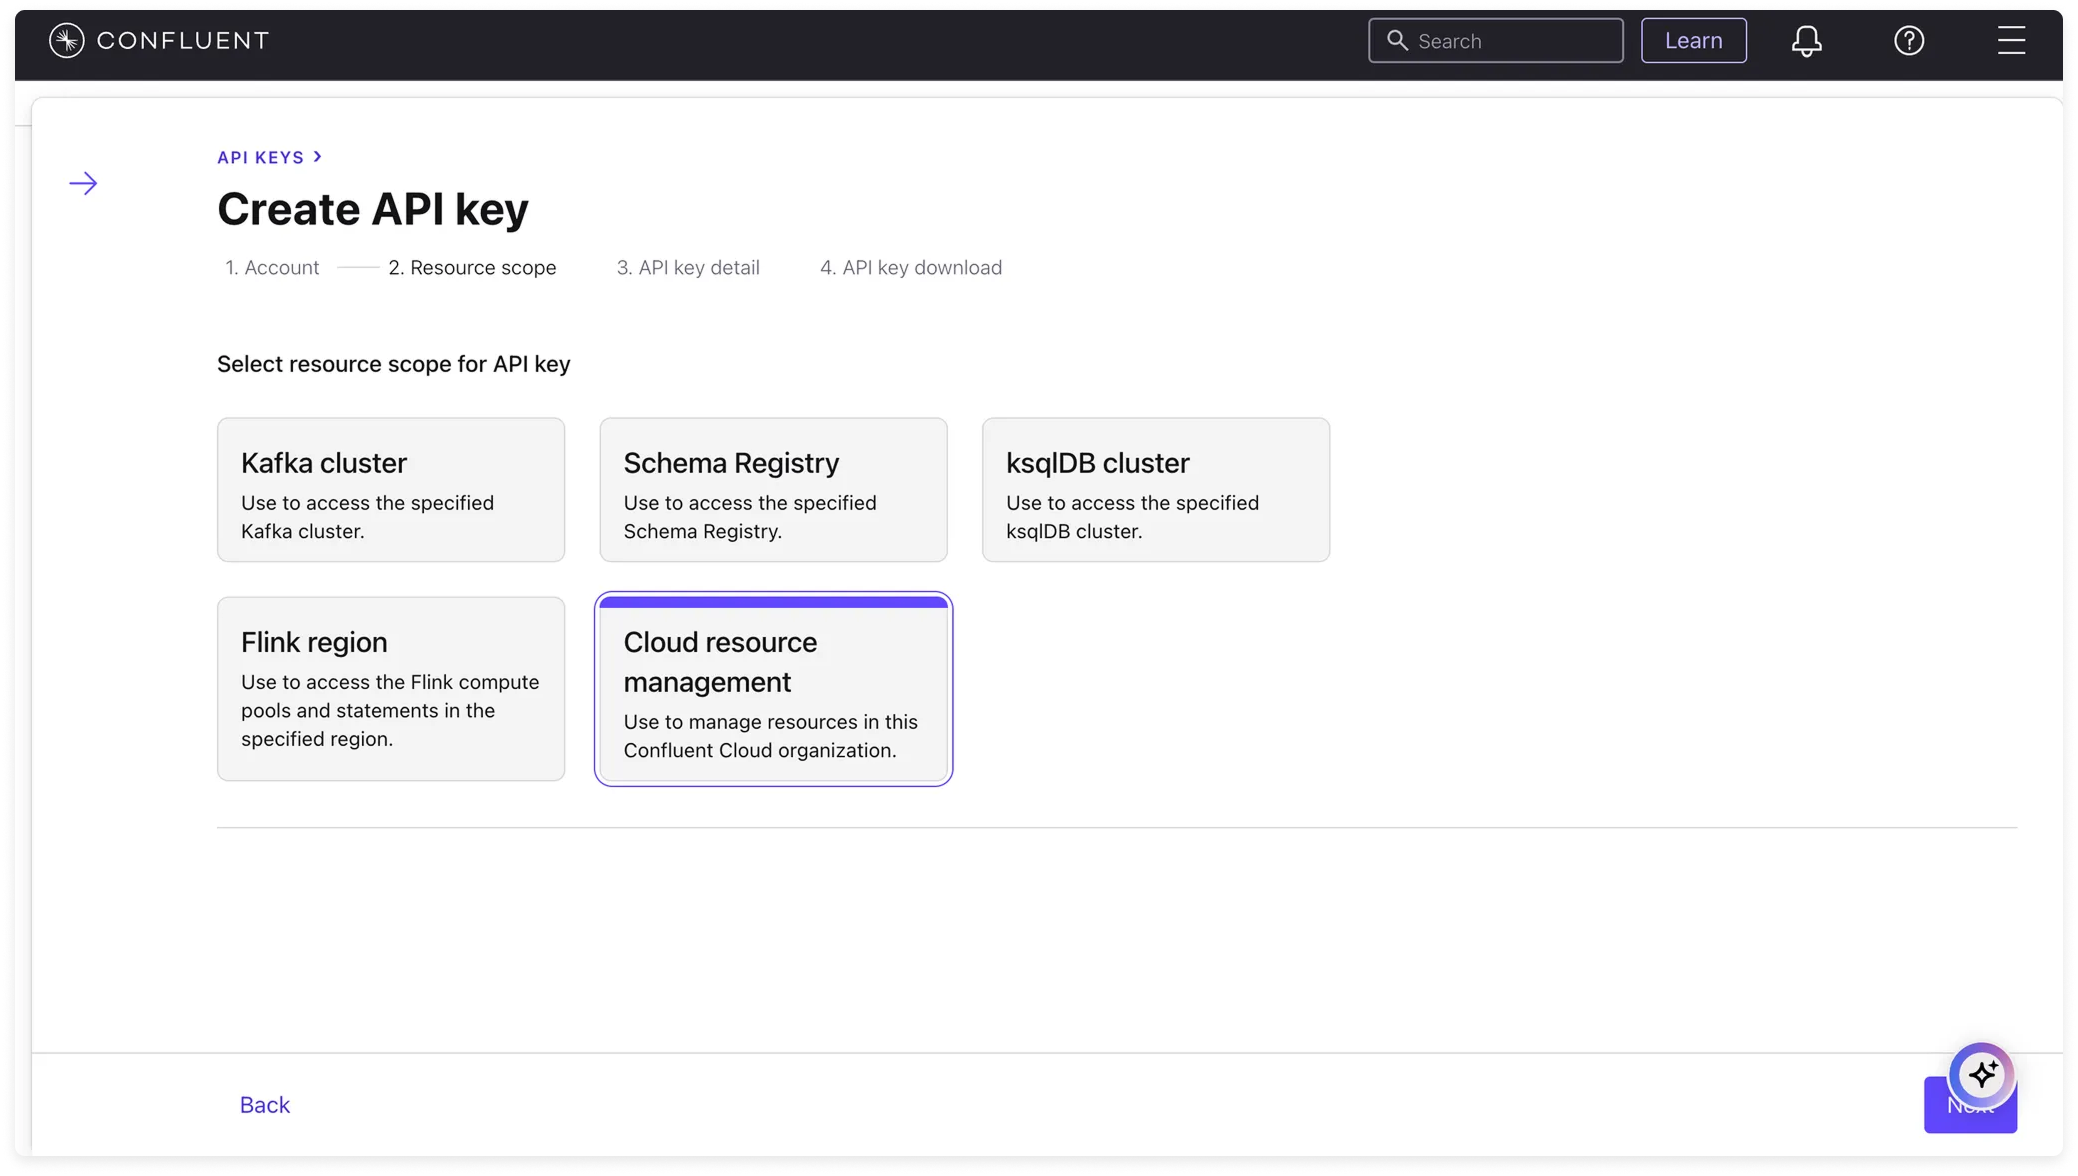 CONFLUENT
Search
Learn
API KEYS
Create API key
1. Account
2. Resource scope
3. API key detail
4. API key download
Select resource scope for API key
Kafka cluster
Use to access the specified
Kafka cluster.
Schema Registry
Use to access the specified
Schema Registry.
ksqlDB cluster
Use to access the specified
ksqlDB cluster.
Flink region
Use to access the Flink compute
pools and statements in the
specified region.
Cloud resource
management
Use to manage resources in this
Confluent Cloud organization.
Back
Next